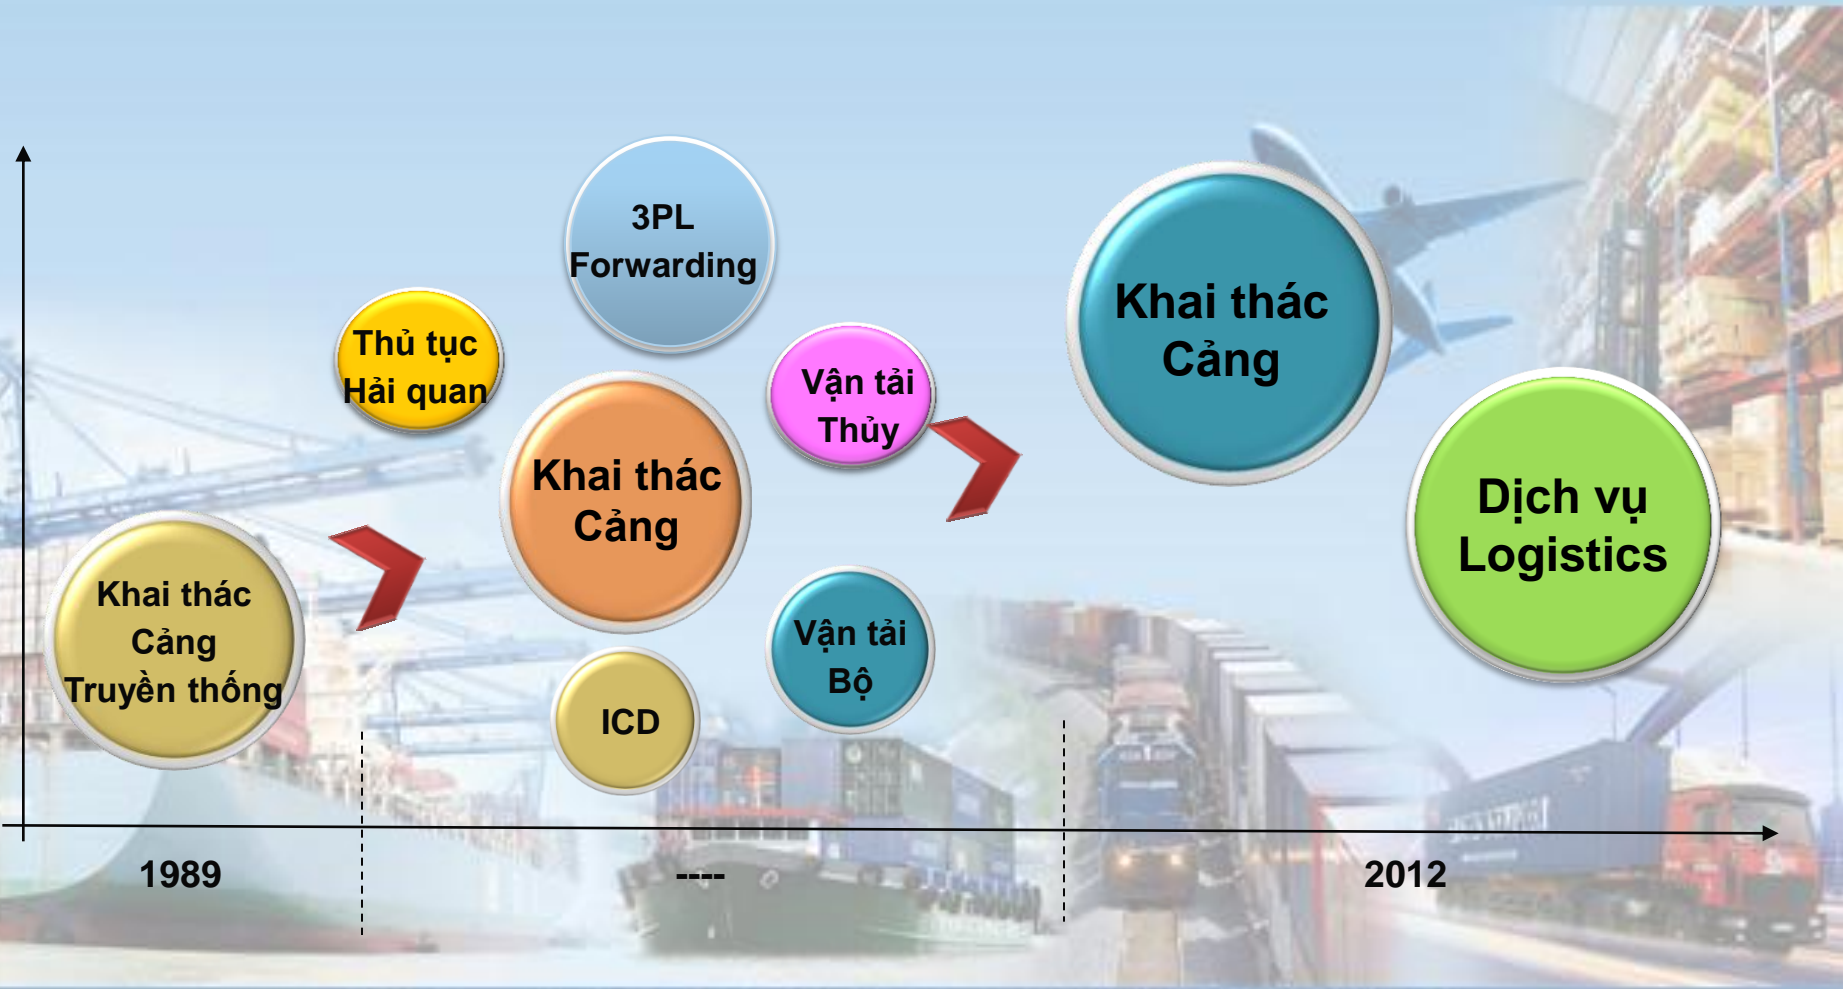 3PL
Forwarding
Thủ tục
Hải quan
Vận tải
Thủy
Khai thác
Cảng
Khai thác
Cảng
Dịch vụ
Logistics
Khai thác
Cảng
Truyền thống
Vận tải
Bộ
ICD
1989
----
2012